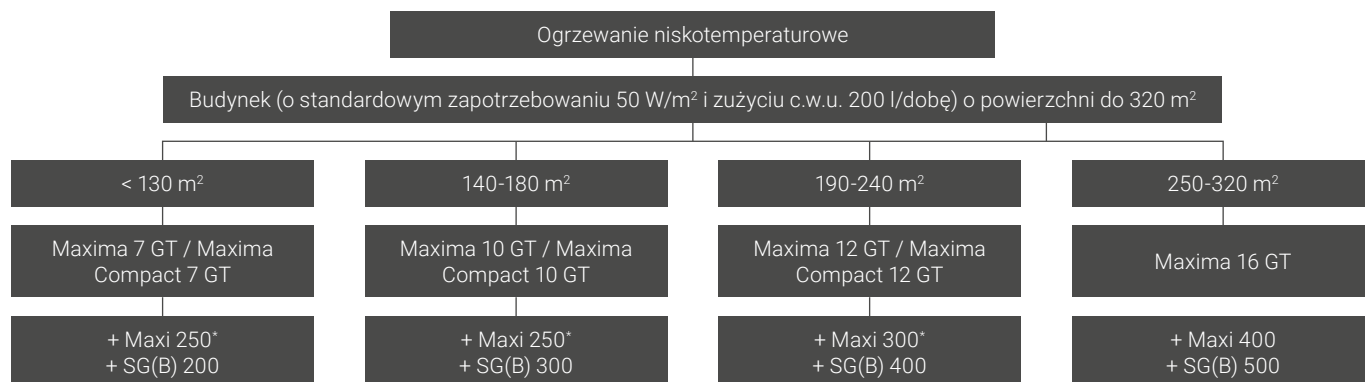 Ogrzewanie niskotemperaturowe
Budynek (o standardowym zapotrzebowaniu 50 W/m² i zużyciu c.w.u. 200 l/dobę) o powierzchni do 320 m²
< 130 m²
140-180 m²
190-240 m²
250-320 m²
Maxima 7 GT / Maxima
Compact 7 GT
Maxima 10 GT / Maxima
Compact 10 GT
Maxima 12 GT / Maxima
Compact 12 GT
Maxima 16 GT
+ Maxi 250*
+ SG(B) 200
+ Maxi 250*
+ SG(B) 300
+ Maxi 300*
+ SG(B) 400
+ Maxi 400
+ SG(B) 500